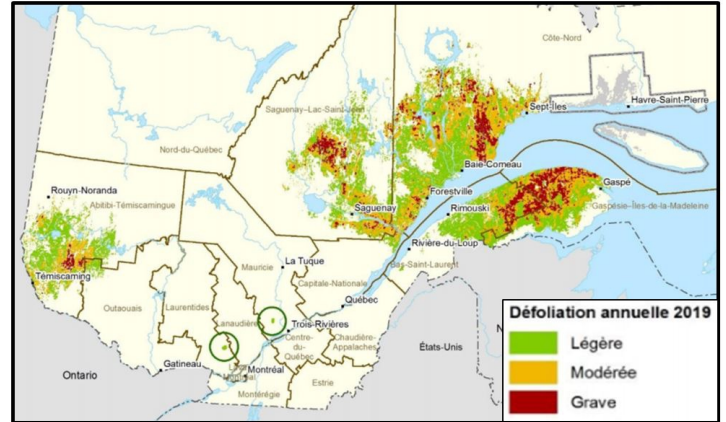 Côte-Nord
Havre-Saint-Pierre
Sept-Îles
Saguenay–Lac-Saint-Jean
Nord-du-Québec
Baie-Comeau
Rouyn-Noranda
Abitibi-Témiscamingue
Forestville
Gaspé
Saguenay
Rimouski
Gaspésie–Îles-de-la-Madeleine
Rivière-du-Loup
Bas-Saint-Laurent
La Tuque
Mauricie
Témiscaming
Capitale-Nationale
Outaouais
Laurentides
Québec
Lanaudière
Trois-Rivières
Centre-
du-
Québec
Chaudière-
Appalaches
États-Unis
Gatineau
Montréal
Ontario
Estrie
Montérégie
Défoliation annuelle 2019
Légère
Modérée
Grave